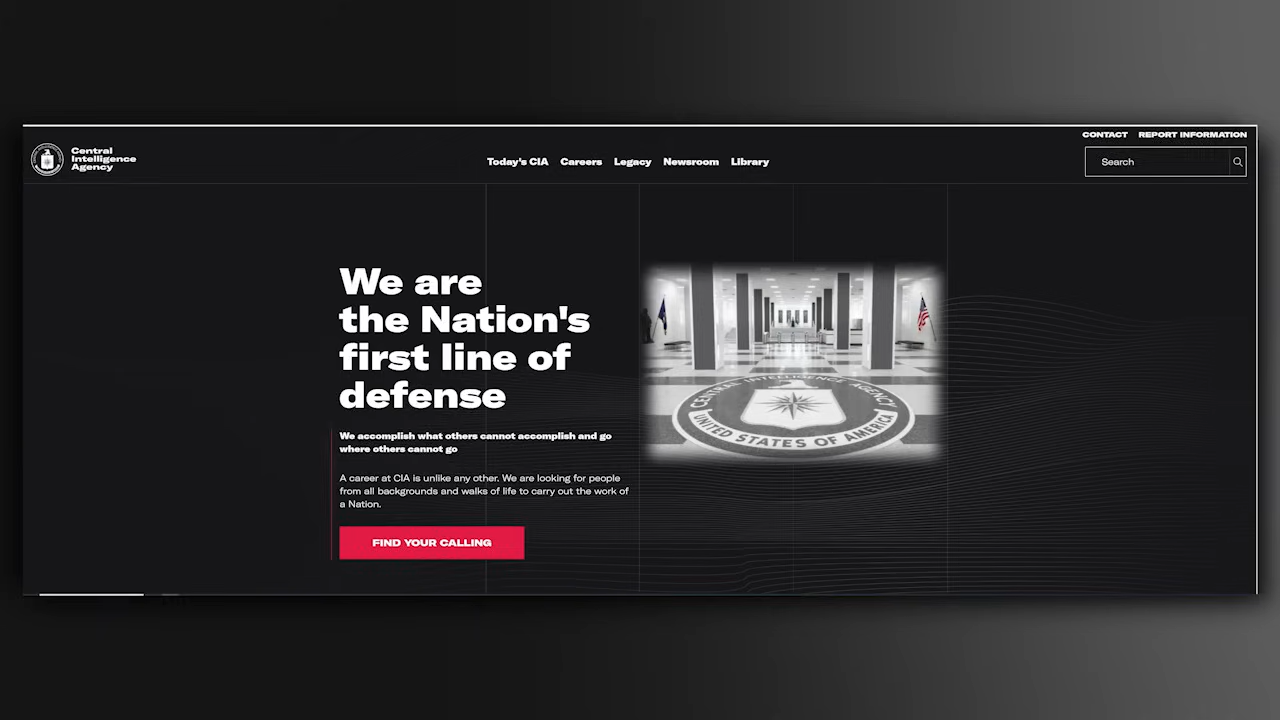 CONTACT REPORT INFORMATION
Central
Intelligence
Agency
Today's CIA Careers Legacy Newsroom Library
Search
We are
the Nation's
first line of
defense
We accomplish what others cannot accomplish and go
where others cannot go
A career at CIA is unlike any other. We are looking for people
from all backgrounds and walks of life to carry out the work of
a Nation.
FIND YOUR CALLING
CENTRAL INTELLIGENCE AGENCY
UNITED STATES OF AMERICA